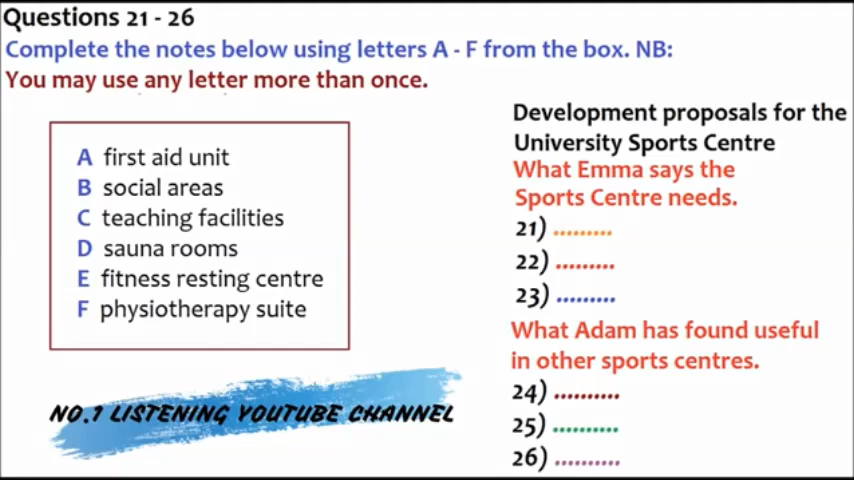 Questions 21 - 26
Complete the notes below using letters A - F from the box. NB:
You may use any letter more than once.
A first aid unit
B social areas
C teaching facilities
D sauna rooms
E fitness resting centre
F physiotherapy suite
NO.1 LISTENING YOUTUBE CHANNEL
Development proposals for the
University Sports Centre
What Emma says the
Sports Centre needs.
21) ..........
22) ..........
23) ..........
What Adam has found useful
in other sports centres.
24) ..........
25) ..........
26) ..........